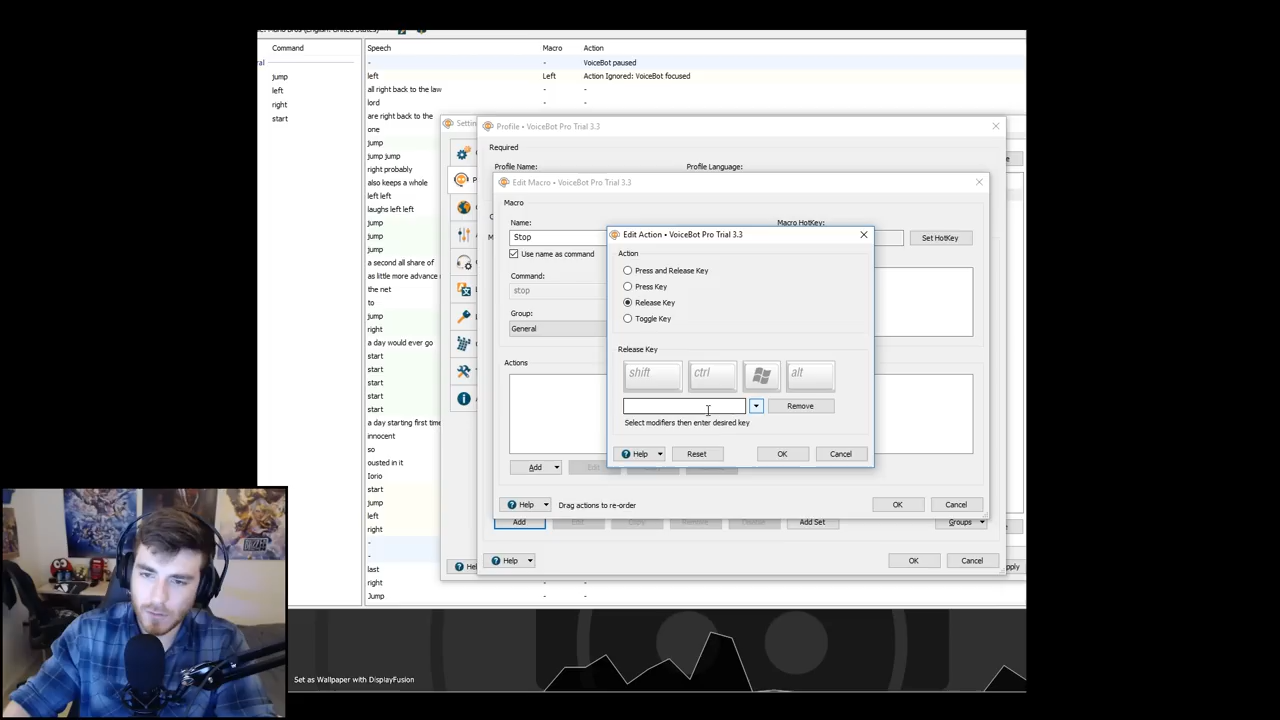 Command
Speech Macro Action
- - VoiceBot paused
left Left Action Ignored: VoiceBot focused
all right back to the law - -
lord - -
are right back to the
one
jump
jump jump
right probably
also keeps a whole
left left
laughs left left
jump
jump
jump
a second all share of
as little more advance
the net
to
jump
right
a day would ever go
start
start
start
start
a day starting first time
innocent
so
ousted in it
Iorio
start
jump
left
right
-
-
last
right
Jump - -
jump
left
right
start
Profile • VoiceBot Pro Trial 3.3
Required
Profile Name: Profile Language:
Edit Macro • VoiceBot Pro Trial 3.3
Macro
Name: Macro HotKey:
Stop Set HotKey
Use name as command
Command:
stop
Group:
General
Actions
Add
Help Drag actions to re-order OK Cancel
Edit Action • VoiceBot Pro Trial 3.3
Action
Press and Release Key
Press Key
Release Key
Toggle Key
Release Key
shift ctrl alt
Remove
Select modifiers then enter desired key
Help Reset OK Cancel
Add Add Set Groups
Help OK Cancel
Set as Wallpaper with DisplayFusion